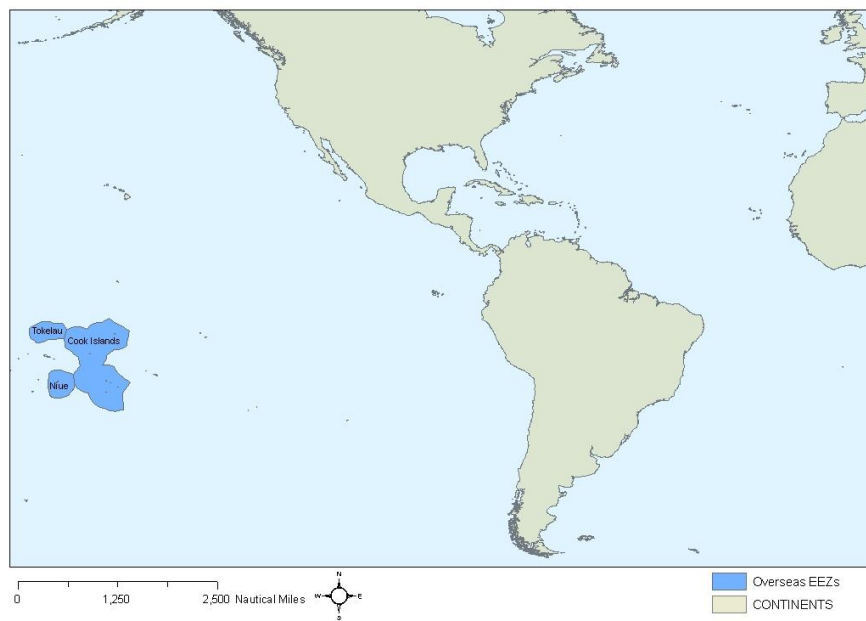 Tokelau
Cook Islands
Niue
0 1,250 2,500 Nautical Miles
N
W E
S
Overseas EEZs
CONTINENTS